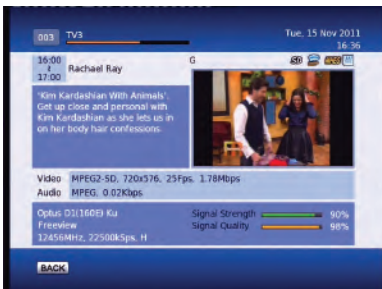 003 TV3
Tue, 15 Nov 2011
16:36
16:00
17:00
Rachael Ray
G
SD
'Kim Kardashian With Animals'.
Get up close and personal with
Kim Kardashian as she lets us in
on her body hair confessions.
Video MPEG2-SD, 720x576, 25Fps, 1.78Mbps
Audio MPEG, 0.02Kbps
Optus D1(160E) Ku
Freeview
12456MHz, 22500kSps, H
Signal Strength 90%
Signal Quality 98%
BACK